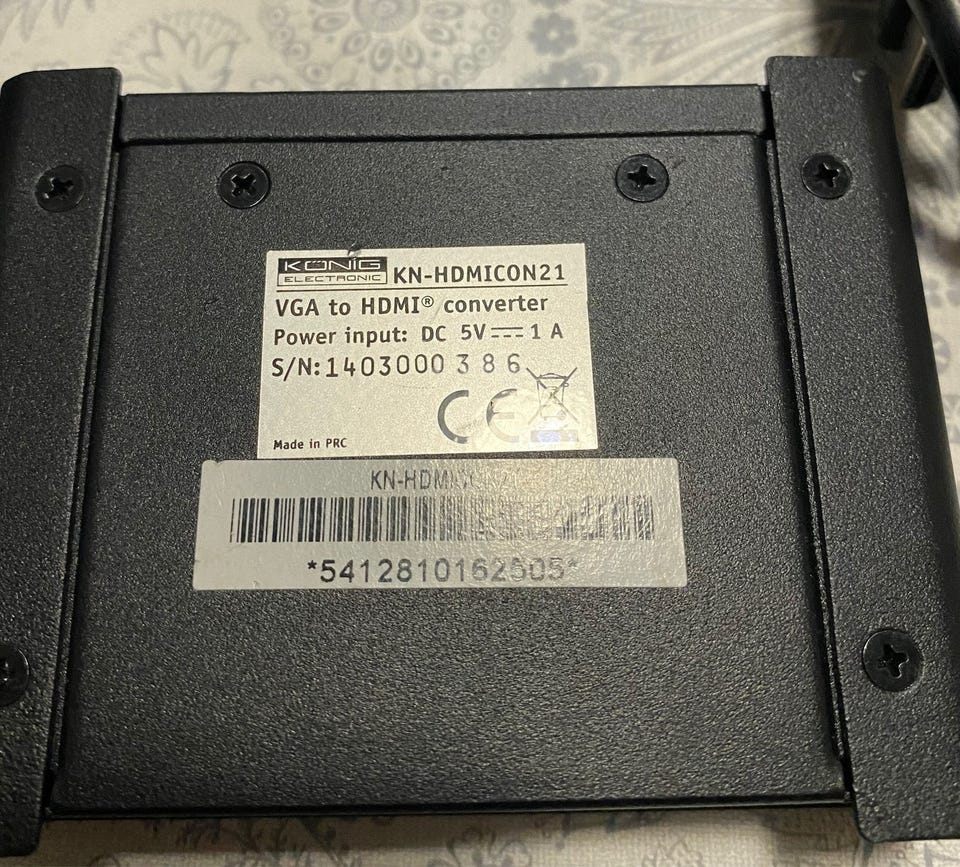 KÖNIG
ELECTRONIC KN-HDMICON21
VGA to HDMI® converter
Power input: DC 5V⎓1 A
S/N:1403000 3 8 6
CE
Made in PRC
*5412810162505*